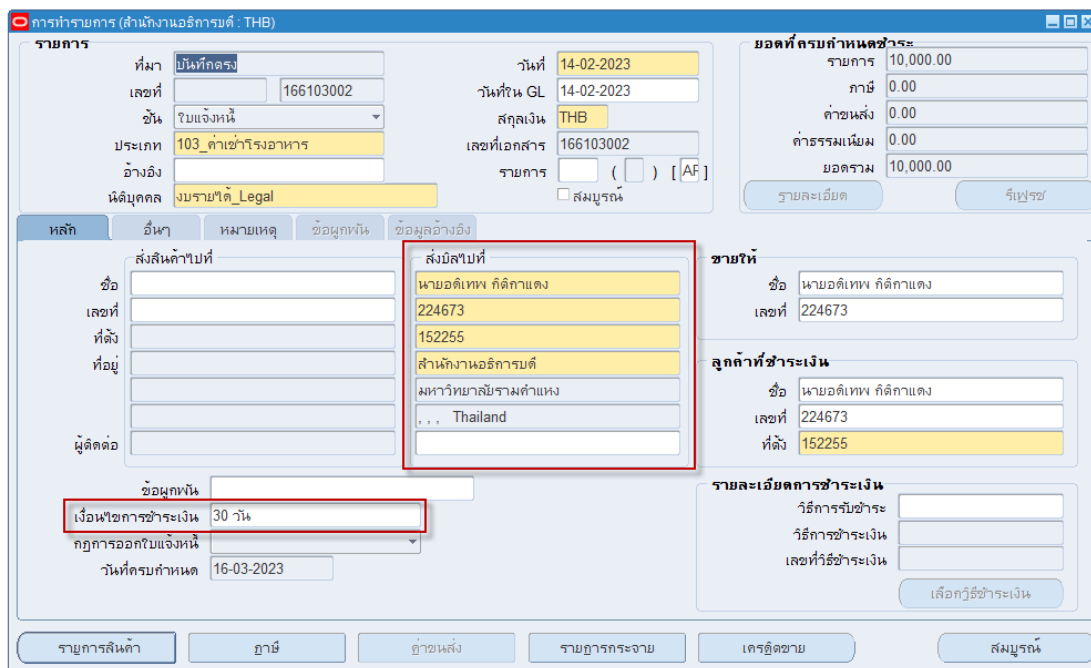 การทำรายการ (สำนักงานอธิการบดี : THB)
รายการ
ที่มา บันทึกตรง
วันที่ 14-02-2023
เลขที่ 166103002
วันที่ใน GL 14-02-2023
ชั้น ใบแจ้งหนี้
สกุลเงิน THB
ประเภท 103_ค่าเช่าโรงอาหาร
เลขที่เอกสาร 166103002
อ้างอิง
รายการ ( ) [ AF ]
นิติบุคคล งบรายได้_Legal
สมบูรณ์
ยอดที่ครบกำหนดชำระ
รายการ 10,000.00
ภาษี 0.00
ค่าขนส่ง 0.00
ค่าธรรมเนียม 0.00
ยอดรวม 10,000.00
รายละเอียด รีเฟรช
หลัก อื่นๆ หมายเหตุ ข้อผูกพัน ข้อมูลอ้างอิง
ส่งสินค้าไปที่
ชื่อ
เลขที่
ที่ตั้ง
ที่อยู่
ผู้ติดต่อ
ส่งบิลไปที่
นายอดิเทพ กิติกาแดง
224673
152255
สำนักงานอธิการบดี
มหาวิทยาลัยรามคำแหง
, , , Thailand
ขายให้
ชื่อ นายอดิเทพ กิติกาแดง
เลขที่ 224673
ลูกค้าที่ชำระเงิน
ชื่อ นายอดิเทพ กิติกาแดง
เลขที่ 224673
ที่ตั้ง 152255
ข้อผูกพัน
เงื่อนไขการชำระเงิน 30 วัน
กฎการออกใบแจ้งหนี้
วันที่ครบกำหนด 16-03-2023
รายละเอียดการชำระเงิน
วิธีการรับชำระ
วิธีการชำระเงิน
เลขที่วิธีชำระเงิน
เลือกวิธีชำระเงิน
รายการสินค้า ภาษี ค่าขนส่ง รายการกระจาย เครดิตขาย สมบูรณ์